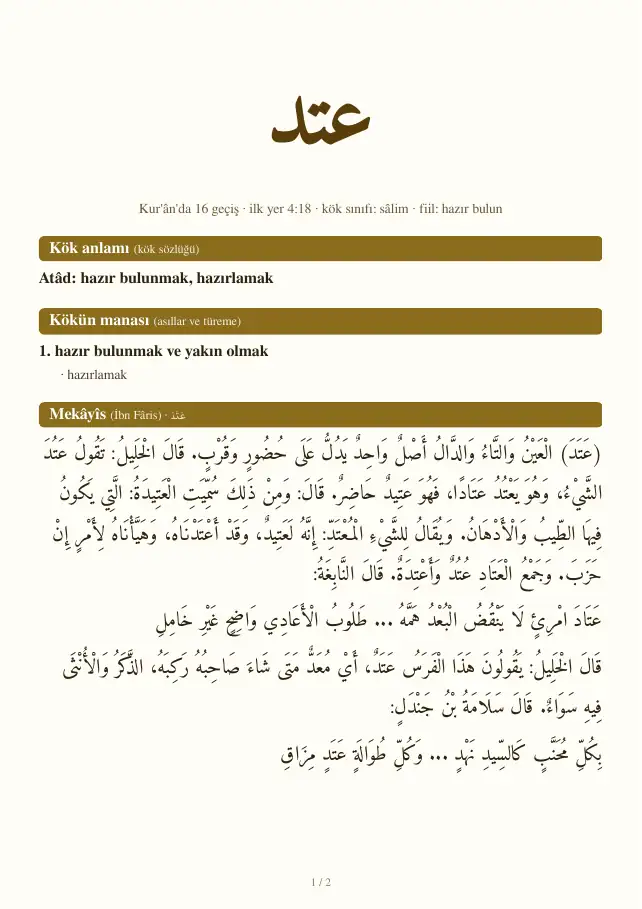 عتد
Kur'ân'da 16 geçiş · ilk yer 4:18 · kök sınıfı: sâlim · fiil: hazır bulun
Kök anlamı (kök sözlüğü)
Atâd: hazır bulunmak, hazırlamak
Kökün manası (asıllar ve türeme)
1. hazır bulunmak ve yakın olmak
· hazırlamak
Mekâyîs (İbn Fâris) · عَتَدَ
(عَتَدَ) الْعَيْنُ وَالتَّاءُ وَالدَّالُ أَصْلٌ وَاحِدٌ يَدُلُّ عَلَى حُضُورٍ وَقُرْبٍ. قَالَ الْخَلِيلُ: تَقُولُ عَتُدَ
الشَّيْءُ، وَهُوَ يَعْتُدُ عَتَادًا، فَهُوَ عَتِيدٌ حَاضِرٌ. قَالَ: وَمِنْ ذَلِكَ سُمِّيَتِ الْعَتِيدَةُ: الَّتِي يَكُونُ
فِيهَا الطِّيبُ وَالْأَدْهَانُ. وَيُقَالُ لِلشَّيْءِ الْمُعْتَدِّ: إِنَّهُ لَعَتِيدٌ، وَقَدْ أَعْتَدْنَاهُ، وَهَيَّأْنَاهُ لِأَمْرٍ إِنْ
حَزَبَ. وَجَمْعُ الْعَتَادِ عُتُدٌ وَأَعْتِدَةٌ. قَالَ النَّابِغَةُ:
عَتَادَ امْرِئٍ لَا يَنْقُضُ الْبُعْدُ هَمَّهُ ... طَلُوبُ الْأَعَادِي وَاضِحٍ غَيْرِ خَامِلِ
قَالَ الْخَلِيلُ: يَقُولُونَ هَذَا الْفَرَسُ عَتَدٌ، أَيْ مُعَدٌّ مَتَى شَاءَ صَاحِبُهُ رَكِبَهُ، الذَّكَرُ وَالْأُنْثَى
فِيهِ سَوَاءٌ. قَالَ سَلَامَةُ بْنُ جَنْدَلٍ:
بِكُلِّ مُحَنَّبٍ كَالسِّيدِ نَهْدٍ ... وَكُلِّ طُوَالَةٍ عَتَدٍ مِزَاقِ
1 / 2